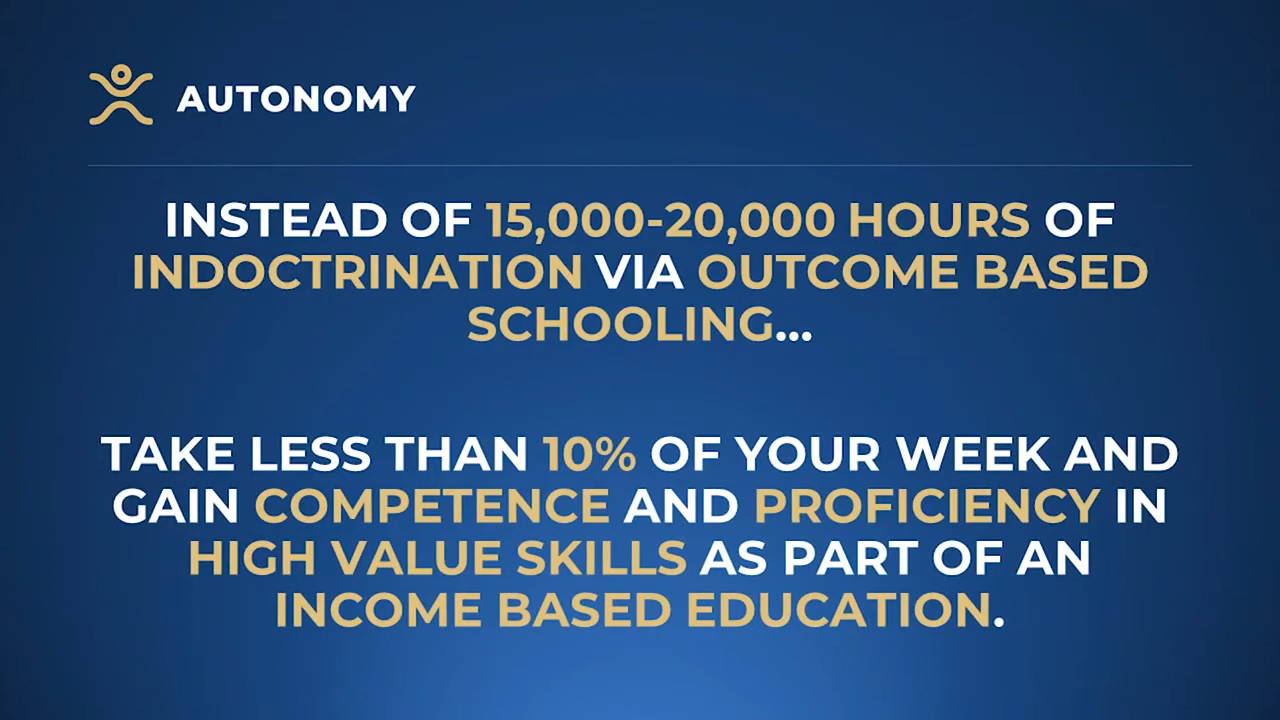 AUTONOMY
INSTEAD OF 15,000-20,000 HOURS OF
INDOCTRINATION VIA OUTCOME BASED
SCHOOLING...
TAKE LESS THAN 10% OF YOUR WEEK AND
GAIN COMPETENCE AND PROFICIENCY IN
HIGH VALUE SKILLS AS PART OF AN
INCOME BASED EDUCATION.